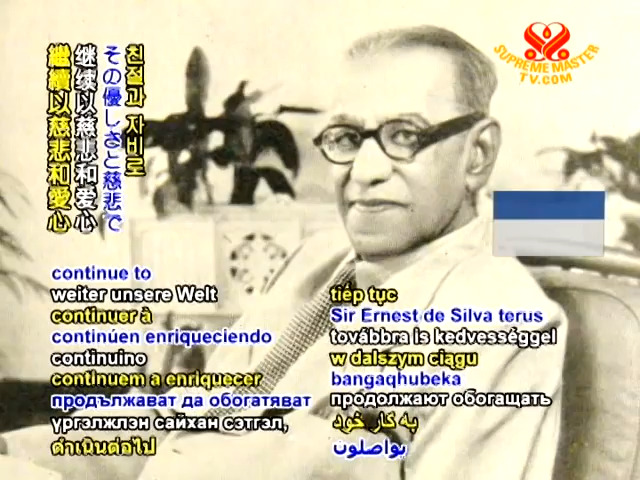 SUPREME MASTER
TV.COM
친절과 자비로
その優しさと慈悲で
继续以慈悲和爱心
繼續以慈悲和愛心
continue to
weiter unsere Welt
continuer à
continúen enriqueciendo
continuino
continuem a enriquecer
продължават да обогатяват
үргэлжлэн сайхан сэтгэл,
ดำเนินต่อไป
tiếp tục
Sir Ernest de Silva terus
továbbra is kedvességgel
w dalszym ciągu
bangaqhubeka
продолжают обогащать
به کار خود
يواصلون